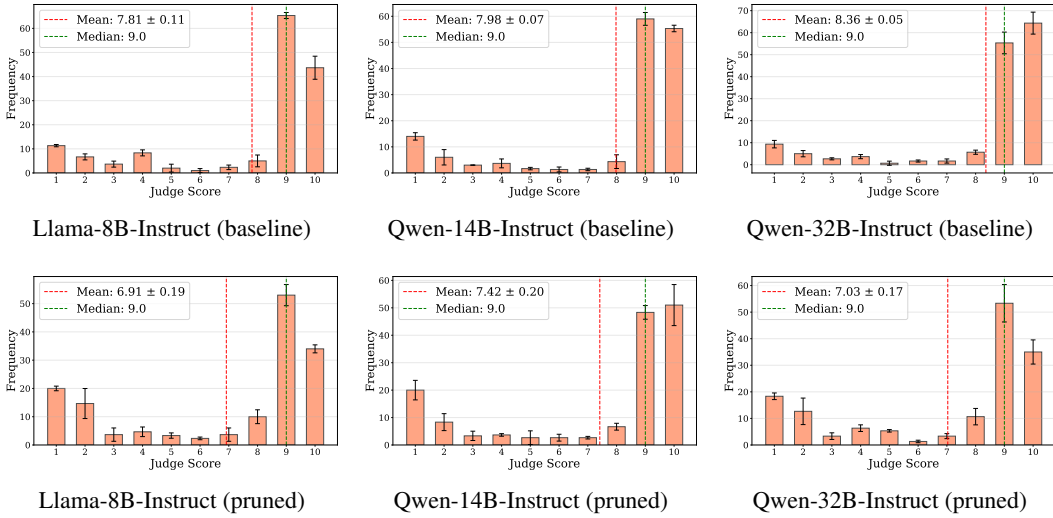 Mean: 7.81 ± 0.11
Median: 9.0
Frequency
60
50
40
30
20
10
0
1 2 3 4 5 6 7 8 9 10
Judge Score
Llama-8B-Instruct (baseline)
Mean: 7.98 ± 0.07
Median: 9.0
Frequency
60
50
40
30
20
10
0
1 2 3 4 5 6 7 8 9 10
Judge Score
Qwen-14B-Instruct (baseline)
Mean: 8.36 ± 0.05
Median: 9.0
Frequency
70
60
50
40
30
20
10
0
1 2 3 4 5 6 7 8 9 10
Judge Score
Qwen-32B-Instruct (baseline)
Mean: 6.91 ± 0.19
Median: 9.0
Frequency
50
40
30
20
10
0
1 2 3 4 5 6 7 8 9 10
Judge Score
Llama-8B-Instruct (pruned)
Mean: 7.42 ± 0.20
Median: 9.0
Frequency
60
50
40
30
20
10
0
1 2 3 4 5 6 7 8 9 10
Judge Score
Qwen-14B-Instruct (pruned)
Mean: 7.03 ± 0.17
Median: 9.0
Frequency
60
50
40
30
20
10
0
1 2 3 4 5 6 7 8 9 10
Judge Score
Qwen-32B-Instruct (pruned)